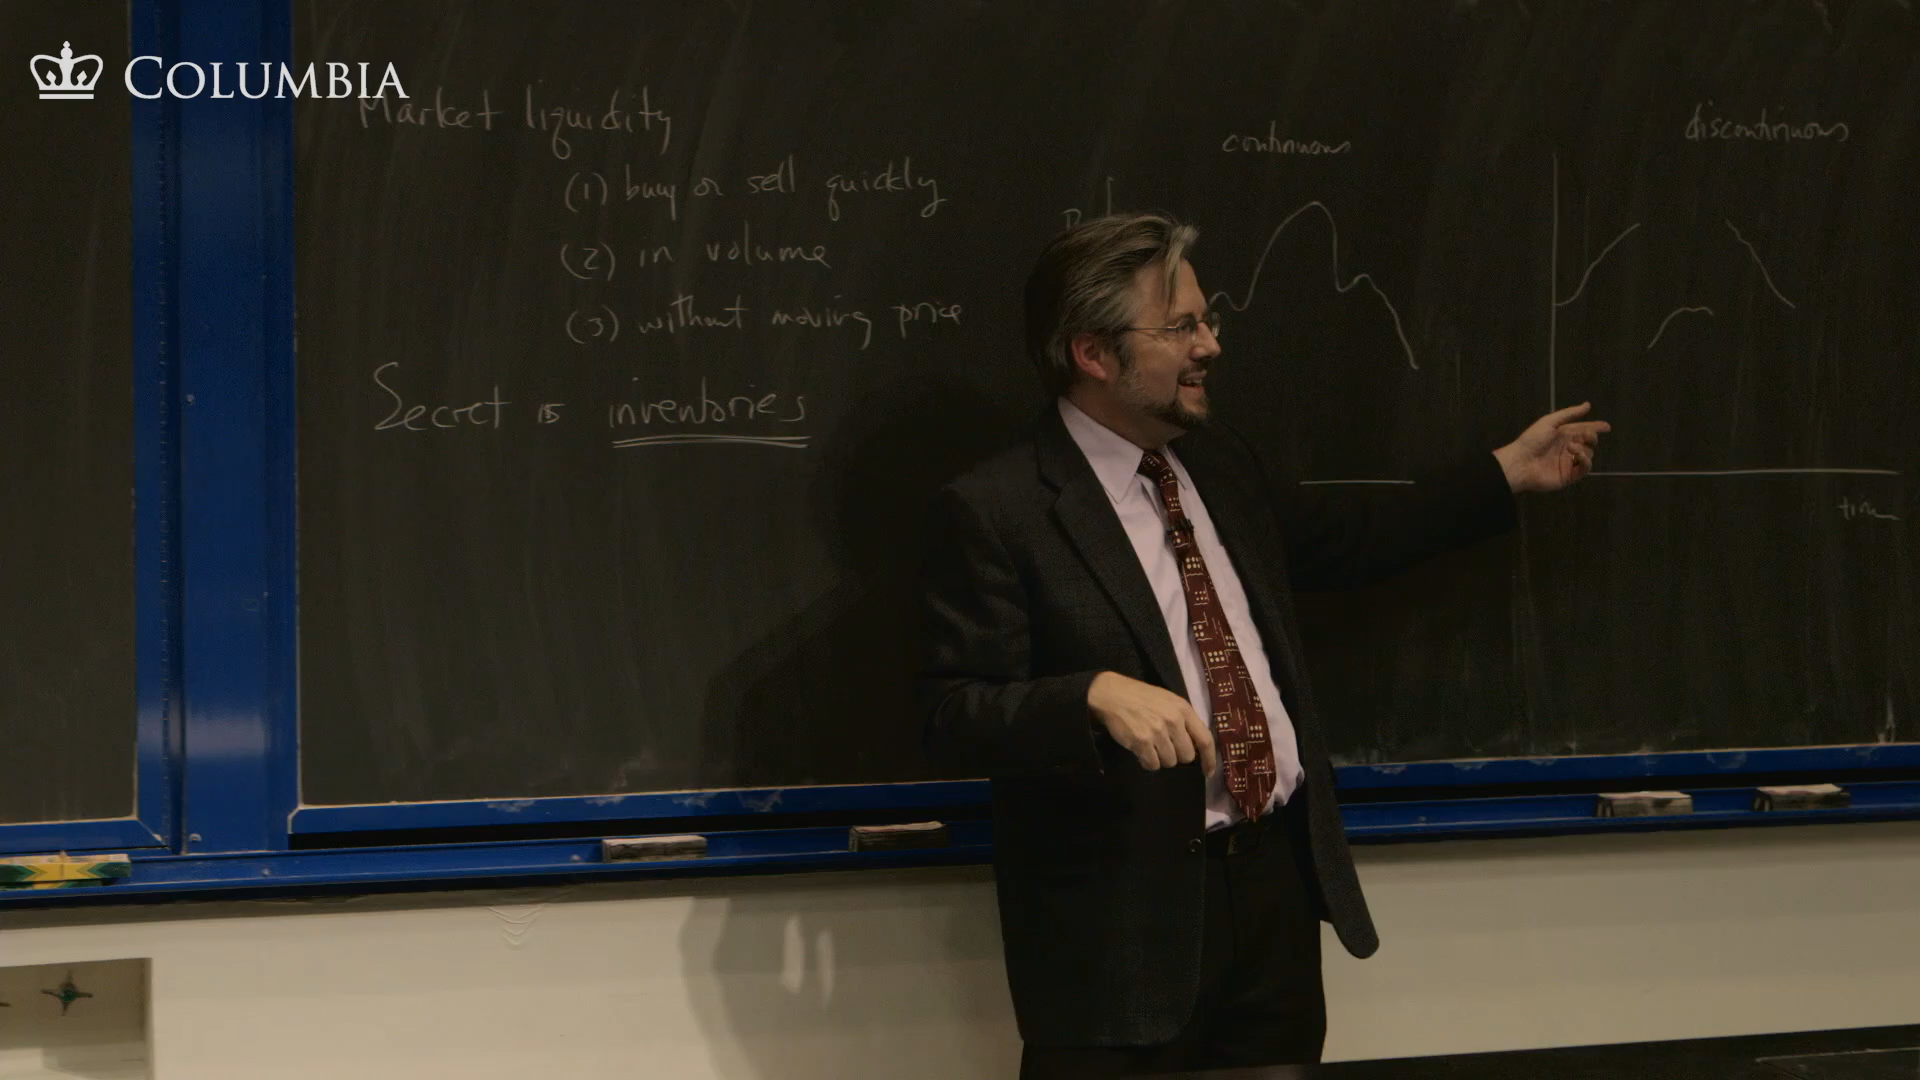 COLUMBIA
Market liquidity
(1) buy or sell quickly
(2) in volume
(3) without moving price
Secret is inventories
continuous
P
discontinuous
time